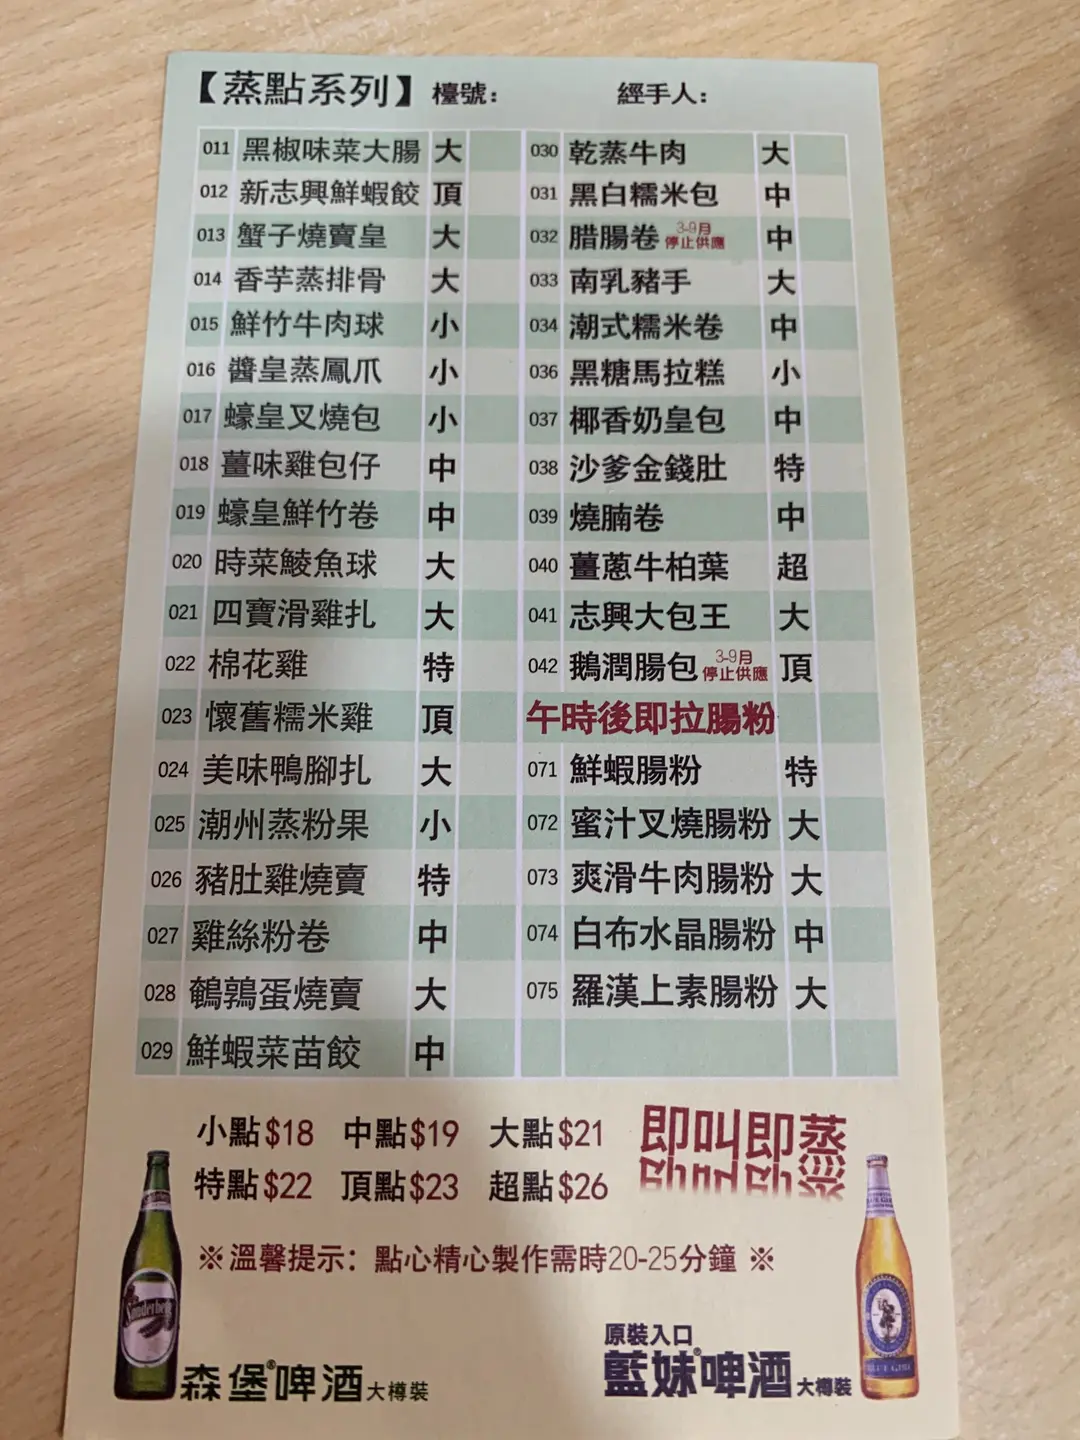 【蒸點系列】 檯號： 經手人：
011 黑椒味菜大腸 大
012 新志興鮮蝦餃 頂
013 蟹子燒賣皇 大
014 香芋蒸排骨 大
015 鮮竹牛肉球 小
016 醬皇蒸鳳爪 小
017 蠔皇叉燒包 小
018 薑味雞包仔 中
019 蠔皇鮮竹卷 中
020 時菜鯪魚球 大
021 四寶滑雞扎 大
022 棉花雞 特
023 懷舊糯米雞 頂
024 美味鴨腳扎 大
025 潮州蒸粉果 小
026 豬肚雞燒賣 特
027 雞絲粉卷 中
028 鵪鶉蛋燒賣 大
029 鮮蝦菜苗餃 中
030 乾蒸牛肉 大
031 黑白糯米包 中
032 腊腸卷 3-9月停止供應 中
033 南乳豬手 大
034 潮式糯米卷 中
036 黑糖馬拉糕 小
037 椰香奶皇包 中
038 沙爹金錢肚 特
039 燒腩卷 中
040 薑蔥牛柏葉 超
041 志興大包王 大
042 鵝潤腸包 3-9月停止供應 頂
午時後即拉腸粉
071 鮮蝦腸粉 特
072 蜜汁叉燒腸粉 大
073 爽滑牛肉腸粉 大
074 白布水晶腸粉 中
075 羅漢上素腸粉 大
小點$18 中點$19 大點$21
特點$22 頂點$23 超點$26
即叫即蒸
※溫馨提示：點心精心製作需時20-25分鐘 ※
Sonderberg
森堡®啤酒 大樽裝
原裝入口
藍妹®啤酒 大樽裝
BLUE GIRL